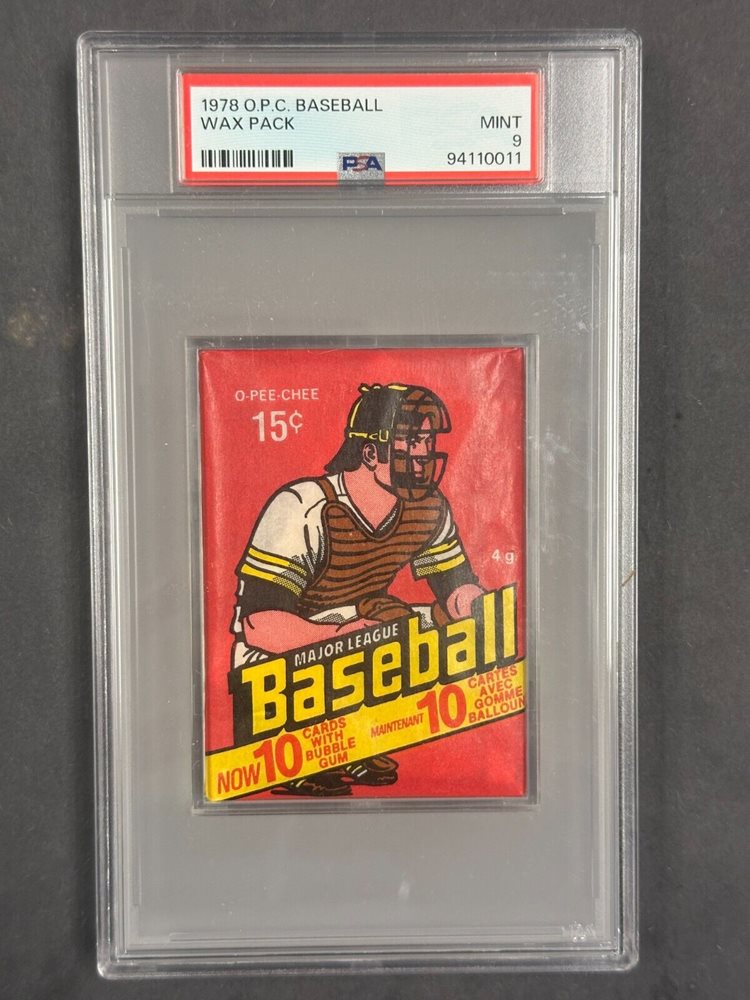 1978 O.P.C. BASEBALL
WAX PACK
MINT
9
94110011
PSA
O-PEE-CHEE
15¢
4 g
MAJOR LEAGUE
Baseball
NOW 10 CARDS WITH BUBBLE GUM
MAINTENANT 10 CARTES AVEC GOMME BALLOUN